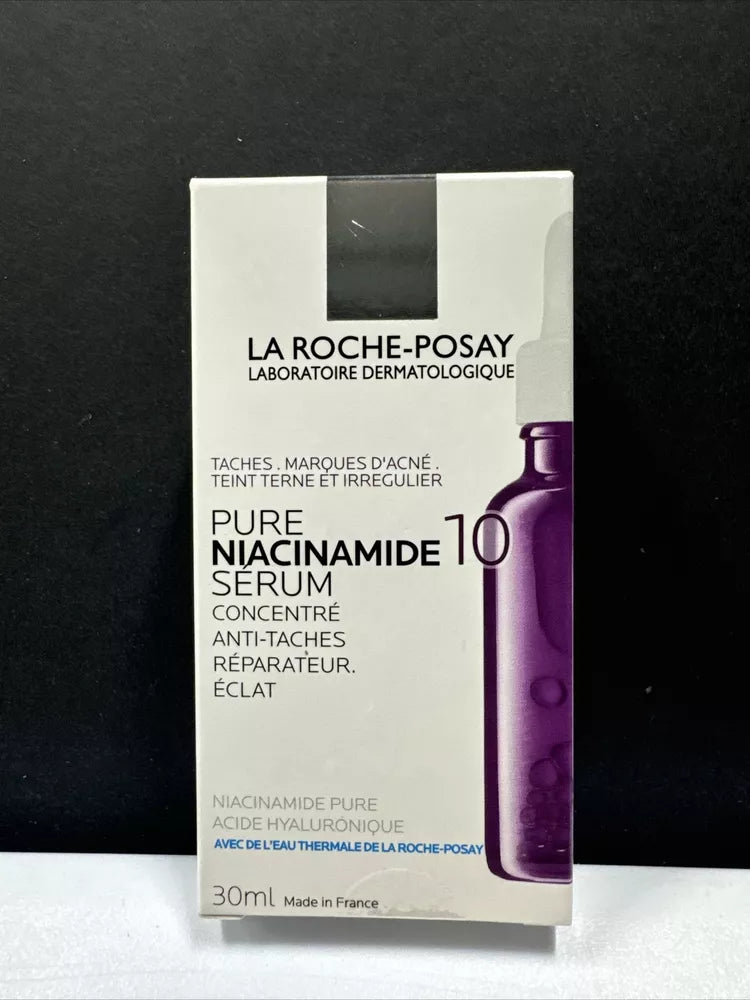 LA ROCHE-POSAY
LABORATOIRE DERMATOLOGIQUE
TACHES . MARQUES D'ACNÉ .
TEINT TERNE ET IRREGULIER
PURE
NIACINAMIDE 10
SÉRUM
CONCENTRÉ
ANTI-TACHES
RÉPARATEUR.
ÉCLAT
NIACINAMIDE PURE
ACIDE HYALURÓNIQUE
AVEC DE L'EAU THERMALE DE LA ROCHE-POSAY
30ml Made in France